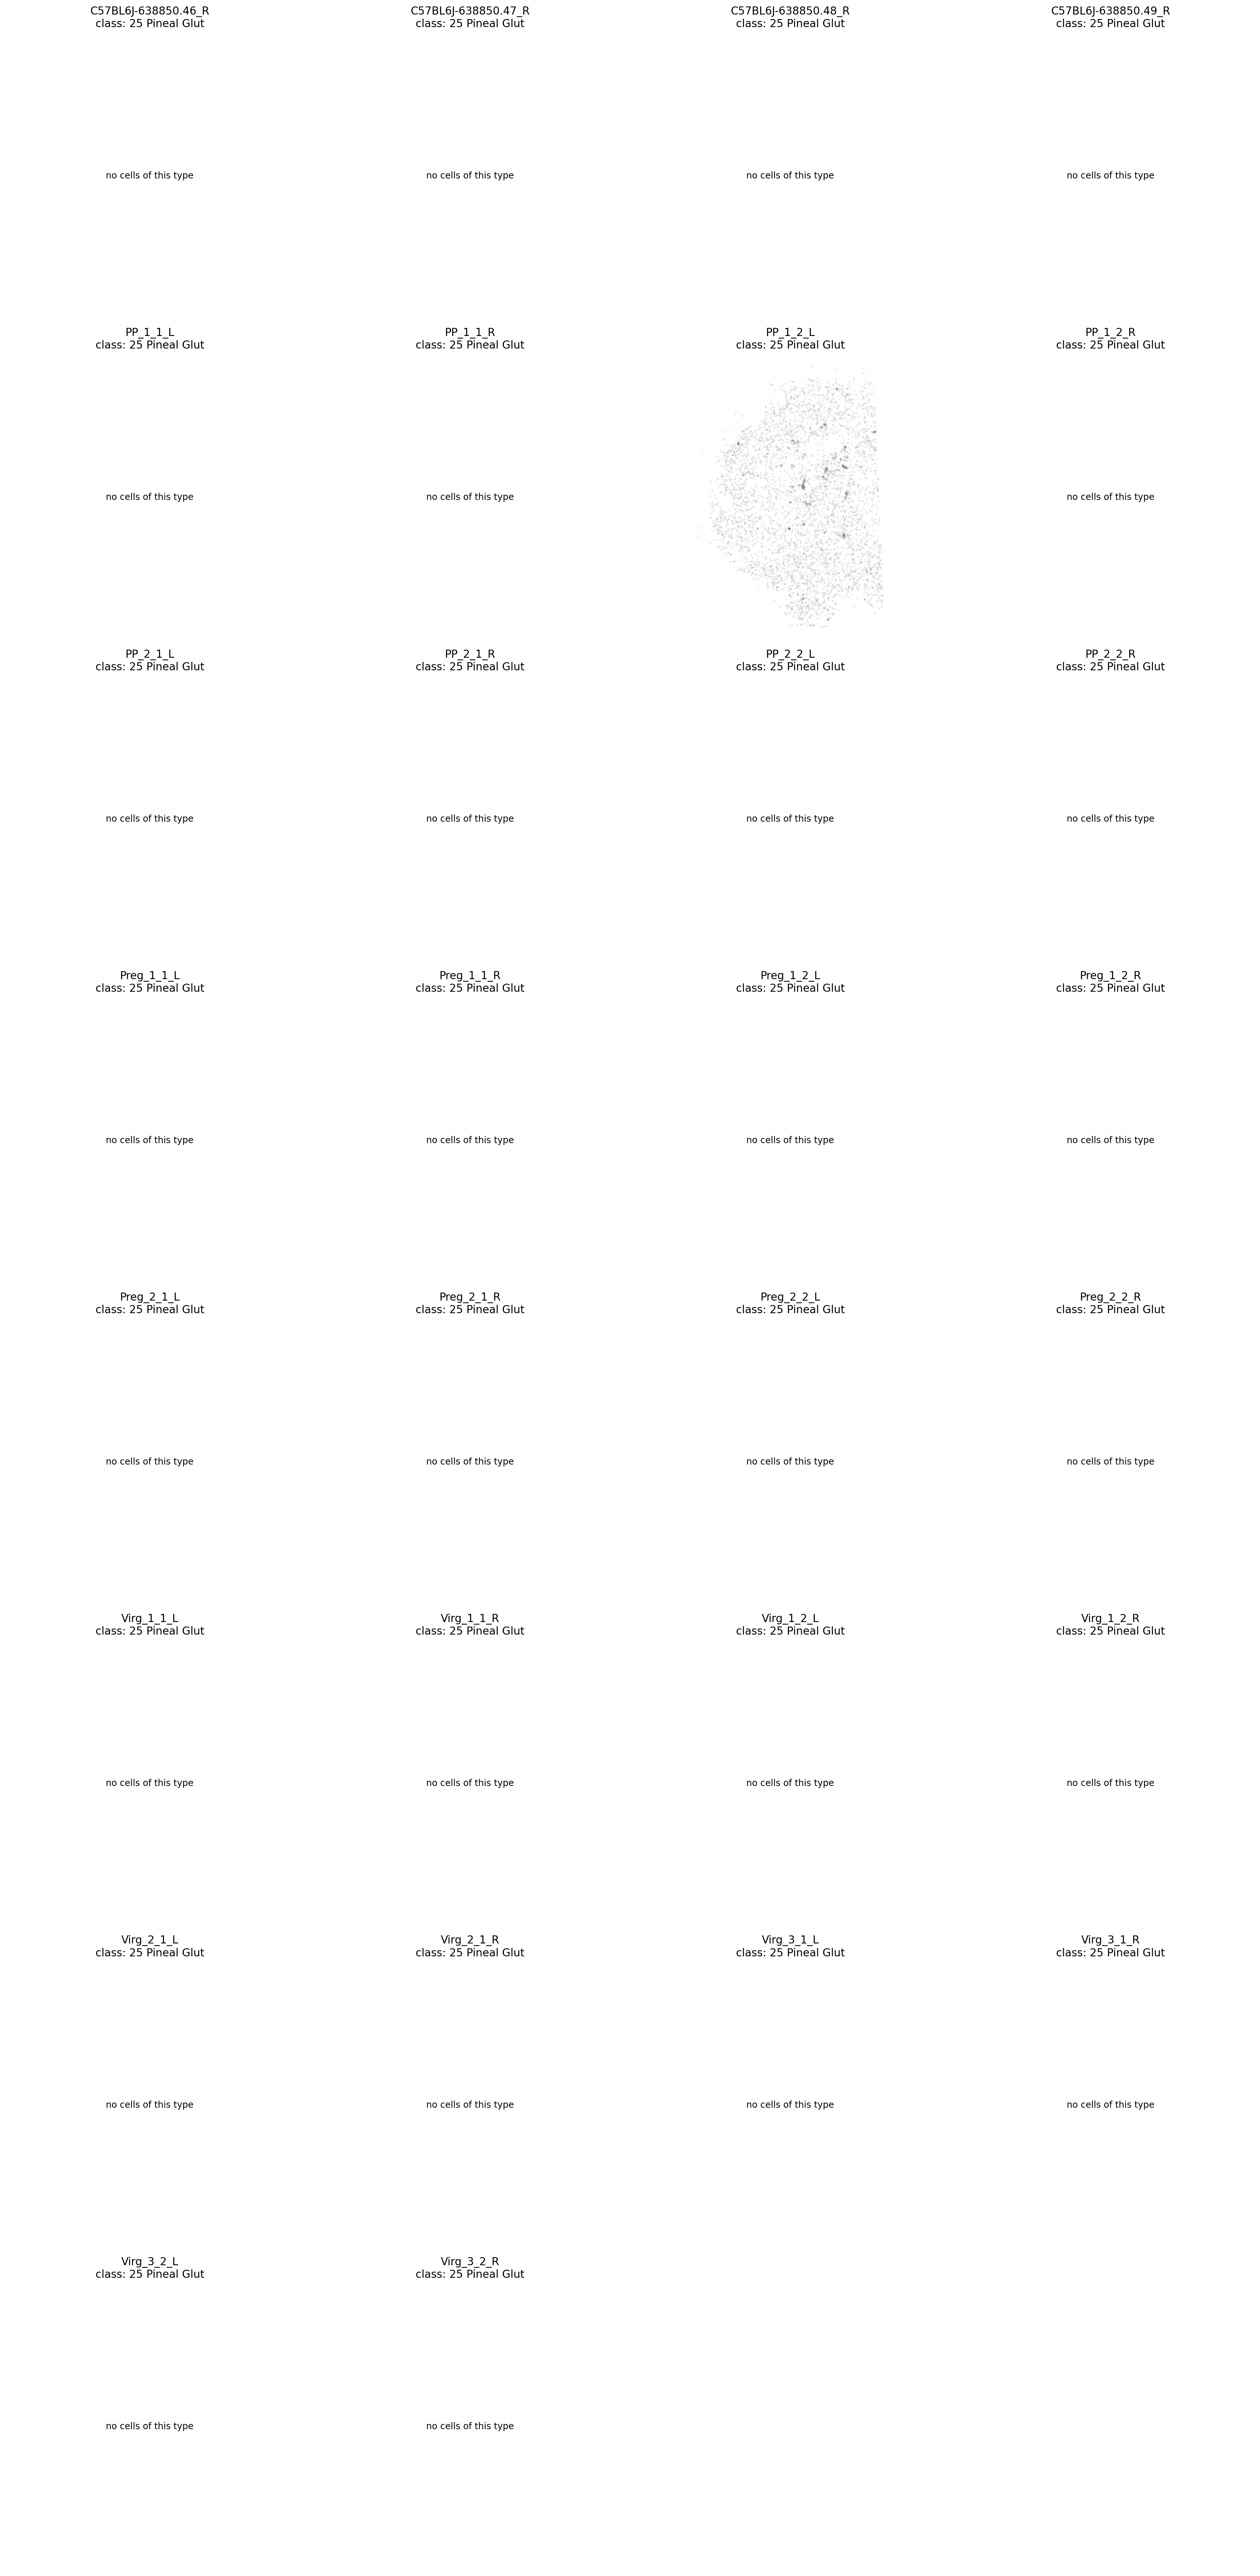 C57BL6J-638850.46_R
class: 25 Pineal Glut
C57BL6J-638850.47_R
class: 25 Pineal Glut
C57BL6J-638850.48_R
class: 25 Pineal Glut
C57BL6J-638850.49_R
class: 25 Pineal Glut
no cells of this type
no cells of this type
no cells of this type
no cells of this type
PP_1_1_L
class: 25 Pineal Glut
PP_1_1_R
class: 25 Pineal Glut
PP_1_2_L
class: 25 Pineal Glut
PP_1_2_R
class: 25 Pineal Glut
no cells of this type
no cells of this type
no cells of this type
PP_2_1_L
class: 25 Pineal Glut
PP_2_1_R
class: 25 Pineal Glut
PP_2_2_L
class: 25 Pineal Glut
PP_2_2_R
class: 25 Pineal Glut
no cells of this type
no cells of this type
no cells of this type
no cells of this type
Preg_1_1_L
class: 25 Pineal Glut
Preg_1_1_R
class: 25 Pineal Glut
Preg_1_2_L
class: 25 Pineal Glut
Preg_1_2_R
class: 25 Pineal Glut
no cells of this type
no cells of this type
no cells of this type
no cells of this type
Preg_2_1_L
class: 25 Pineal Glut
Preg_2_1_R
class: 25 Pineal Glut
Preg_2_2_L
class: 25 Pineal Glut
Preg_2_2_R
class: 25 Pineal Glut
no cells of this type
no cells of this type
no cells of this type
no cells of this type
Virg_1_1_L
class: 25 Pineal Glut
Virg_1_1_R
class: 25 Pineal Glut
Virg_1_2_L
class: 25 Pineal Glut
Virg_1_2_R
class: 25 Pineal Glut
no cells of this type
no cells of this type
no cells of this type
no cells of this type
Virg_2_1_L
class: 25 Pineal Glut
Virg_2_1_R
class: 25 Pineal Glut
Virg_3_1_L
class: 25 Pineal Glut
Virg_3_1_R
class: 25 Pineal Glut
no cells of this type
no cells of this type
no cells of this type
no cells of this type
Virg_3_2_L
class: 25 Pineal Glut
Virg_3_2_R
class: 25 Pineal Glut
no cells of this type
no cells of this type